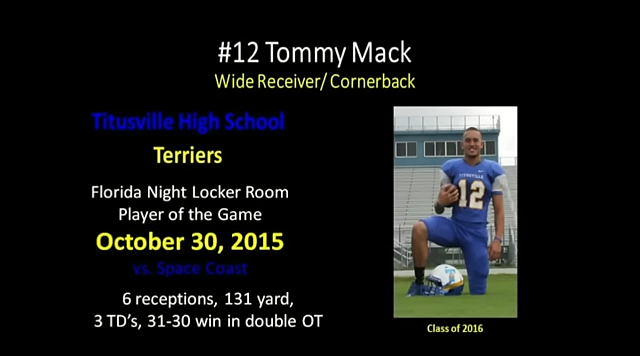 #12 Tommy Mack
Wide Receiver/ Cornerback
Titusville High School
Terriers
Florida Night Locker Room
Player of the Game
October 30, 2015
vs. Space Coast
6 receptions, 131 yard,
3 TD's, 31-30 win in double OT
TITUSVILLE
12
Class of 2016